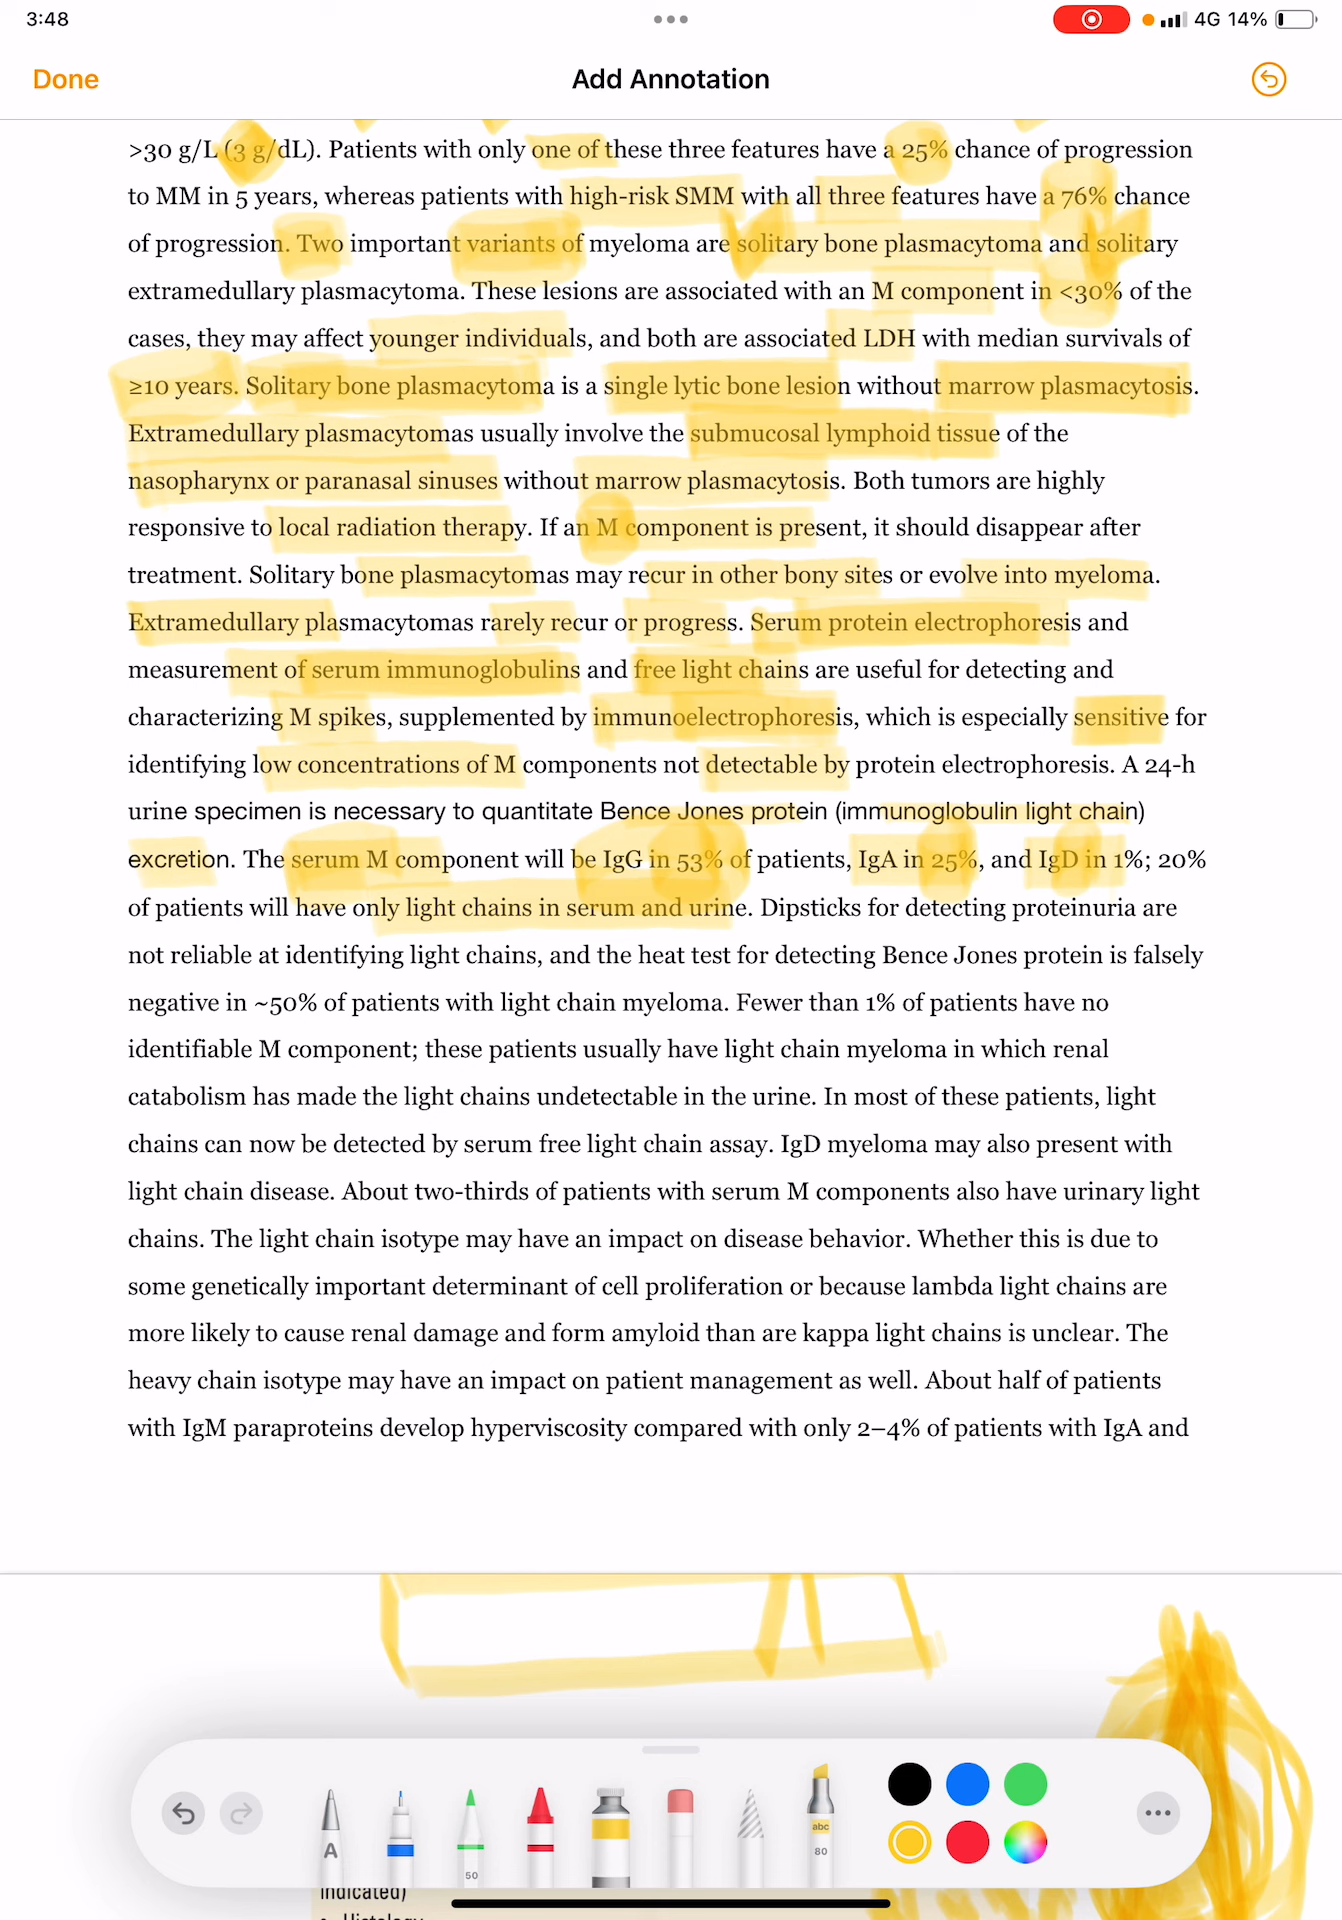 3:48
4G 14%
Done
Add Annotation
>30 g/L (3 g/dL). Patients with only one of these three features have a 25% chance of progression
to MM in 5 years, whereas patients with high-risk SMM with all three features have a 76% chance
of progression. Two important variants of myeloma are solitary bone plasmacytoma and solitary
extramedullary plasmacytoma. These lesions are associated with an M component in <30% of the
cases, they may affect younger individuals, and both are associated LDH with median survivals of
≥10 years. Solitary bone plasmacytoma is a single lytic bone lesion without marrow plasmacytosis.
Extramedullary plasmacytomas usually involve the submucosal lymphoid tissue of the
nasopharynx or paranasal sinuses without marrow plasmacytosis. Both tumors are highly
responsive to local radiation therapy. If an M component is present, it should disappear after
treatment. Solitary bone plasmacytomas may recur in other bony sites or evolve into myeloma.
Extramedullary plasmacytomas rarely recur or progress. Serum protein electrophoresis and
measurement of serum immunoglobulins and free light chains are useful for detecting and
characterizing M spikes, supplemented by immunoelectrophoresis, which is especially sensitive for
identifying low concentrations of M components not detectable by protein electrophoresis. A 24-h
urine specimen is necessary to quantitate Bence Jones protein (immunoglobulin light chain)
excretion. The serum M component will be IgG in 53% of patients, IgA in 25%, and IgD in 1%; 20%
of patients will have only light chains in serum and urine. Dipsticks for detecting proteinuria are
not reliable at identifying light chains, and the heat test for detecting Bence Jones protein is falsely
negative in ~50% of patients with light chain myeloma. Fewer than 1% of patients have no
identifiable M component; these patients usually have light chain myeloma in which renal
catabolism has made the light chains undetectable in the urine. In most of these patients, light
chains can now be detected by serum free light chain assay. IgD myeloma may also present with
light chain disease. About two-thirds of patients with serum M components also have urinary light
chains. The light chain isotype may have an impact on disease behavior. Whether this is due to
some genetically important determinant of cell proliferation or because lambda light chains are
more likely to cause renal damage and form amyloid than are kappa light chains is unclear. The
heavy chain isotype may have an impact on patient management as well. About half of patients
with IgM paraproteins develop hyperviscosity compared with only 2–4% of patients with IgA and
A
50
abc
80
indicated)
• Histology